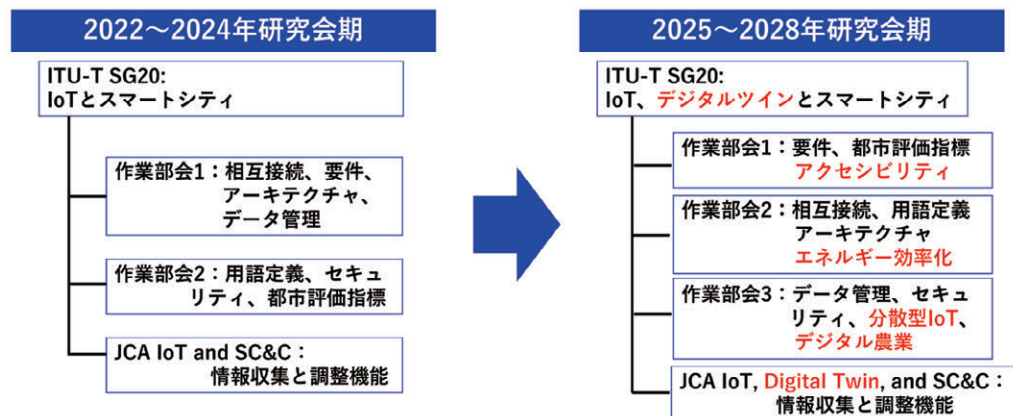 2022～2024年研究会期
ITU-T SG20:
IoTとスマートシティ
作業部会1：相互接続、要件、
アーキテクチャ、
データ管理
作業部会2：用語定義、セキュ
リティ、都市評価指標
JCA IoT and SC&C：
情報収集と調整機能
2025～2028年研究会期
ITU-T SG20:
IoT、デジタルツインとスマートシティ
作業部会1：要件、都市評価指標
アクセシビリティ
作業部会2：相互接続、用語定義
アーキテクチャ
エネルギー効率化
作業部会3：データ管理、セキュ
リティ、分散型IoT、
デジタル農業
JCA IoT, Digital Twin, and SC&C：
情報収集と調整機能